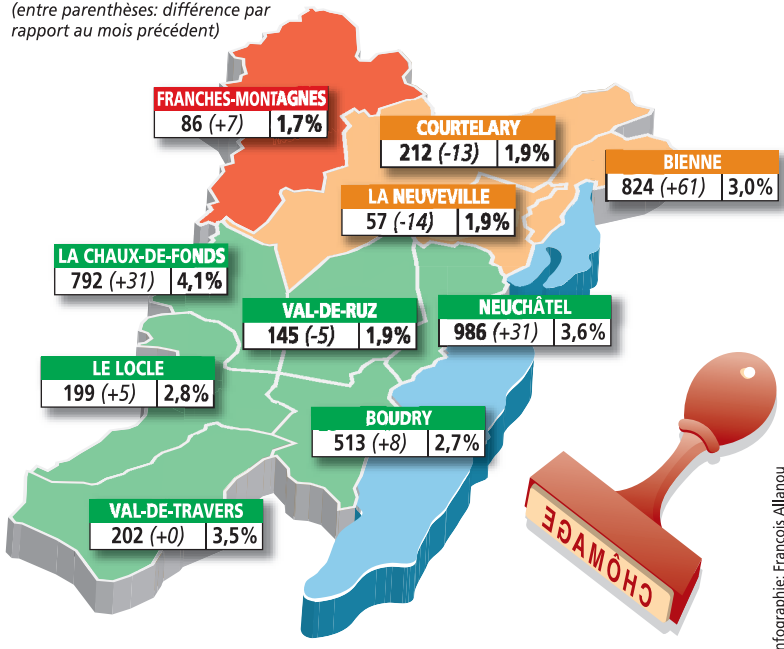 (entre parenthèses: différence par
rapport au mois précédent)
FRANCHES-MONTAGNES
86 (+7) 1,7%
COURTELARY
212 (-13) 1,9%
BIENNE
824 (+61) 3,0%
LA NEUVEVILLE
57 (-14) 1,9%
LA CHAUX-DE-FONDS
792 (+31) 4,1%
VAL-DE-RUZ
145 (-5) 1,9%
NEUCHÂTEL
986 (+31) 3,6%
LE LOCLE
199 (+5) 2,8%
BOUDRY
513 (+8) 2,7%
VAL-DE-TRAVERS
202 (+0) 3,5%
CHÔMAGE
nfographie: François Allanou